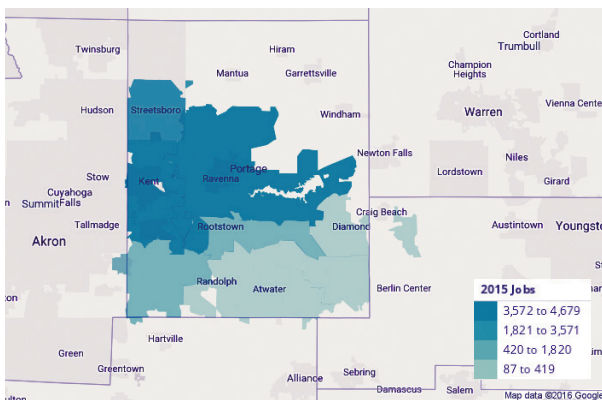 Cortland
Trumbull
Twinsburg
Hiram
Champion
Heights
Mantua
Garrettsville
Hudson
Streetsboro
Windham
Warren
Vienna Cente
Newton Falls
Niles
Portage
Stow
Kent
Ravenna
Lordstown
Girard
Cuyahoga
Summit
Falls
Craig Beach
Tallmadge
Rootstown
Diamond
Austintown
Youngst
Akron
Randolph
Atwater
Berlin Center
2015 Jobs
3,572 to 4,679
1,821 to 3,571
420 to 1,820
87 to 419
Hartville
Green
Greentown
Alliance
Sebring
Damascus
Salem
Map data ©2016 Google